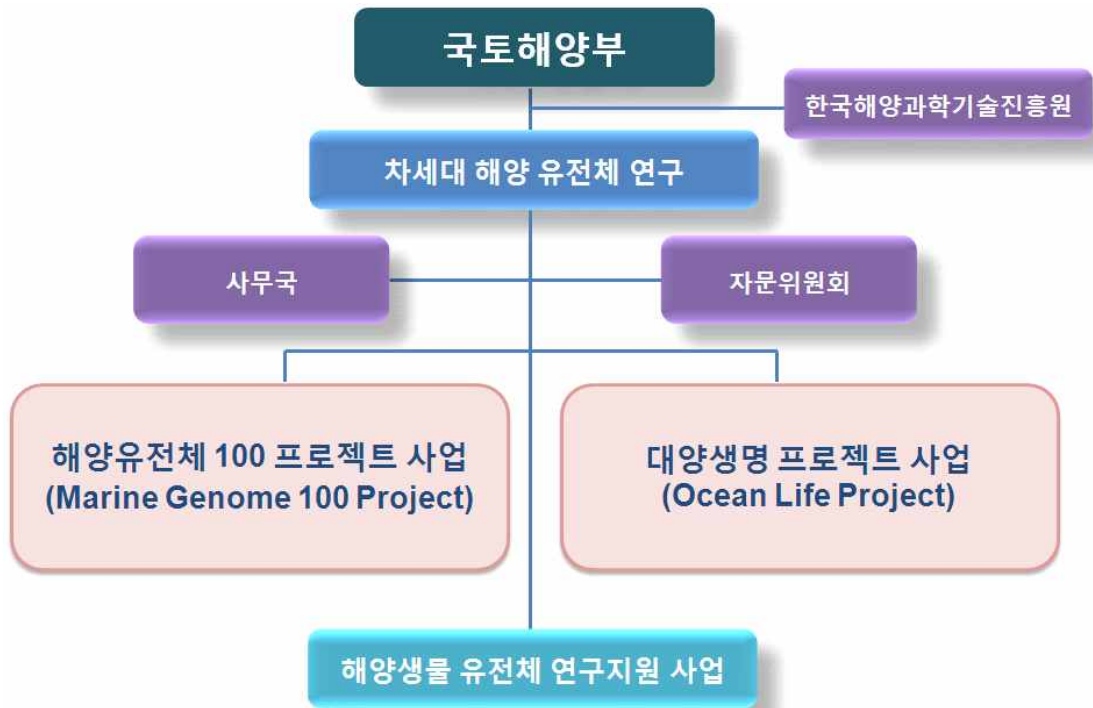 국토해양부
한국해양과학기술진흥원
차세대 해양 유전체 연구
사무국
자문위원회
해양유전체 100 프로젝트 사업
(Marine Genome 100 Project)
대양생명 프로젝트 사업
(Ocean Life Project)
해양생물 유전체 연구지원 사업